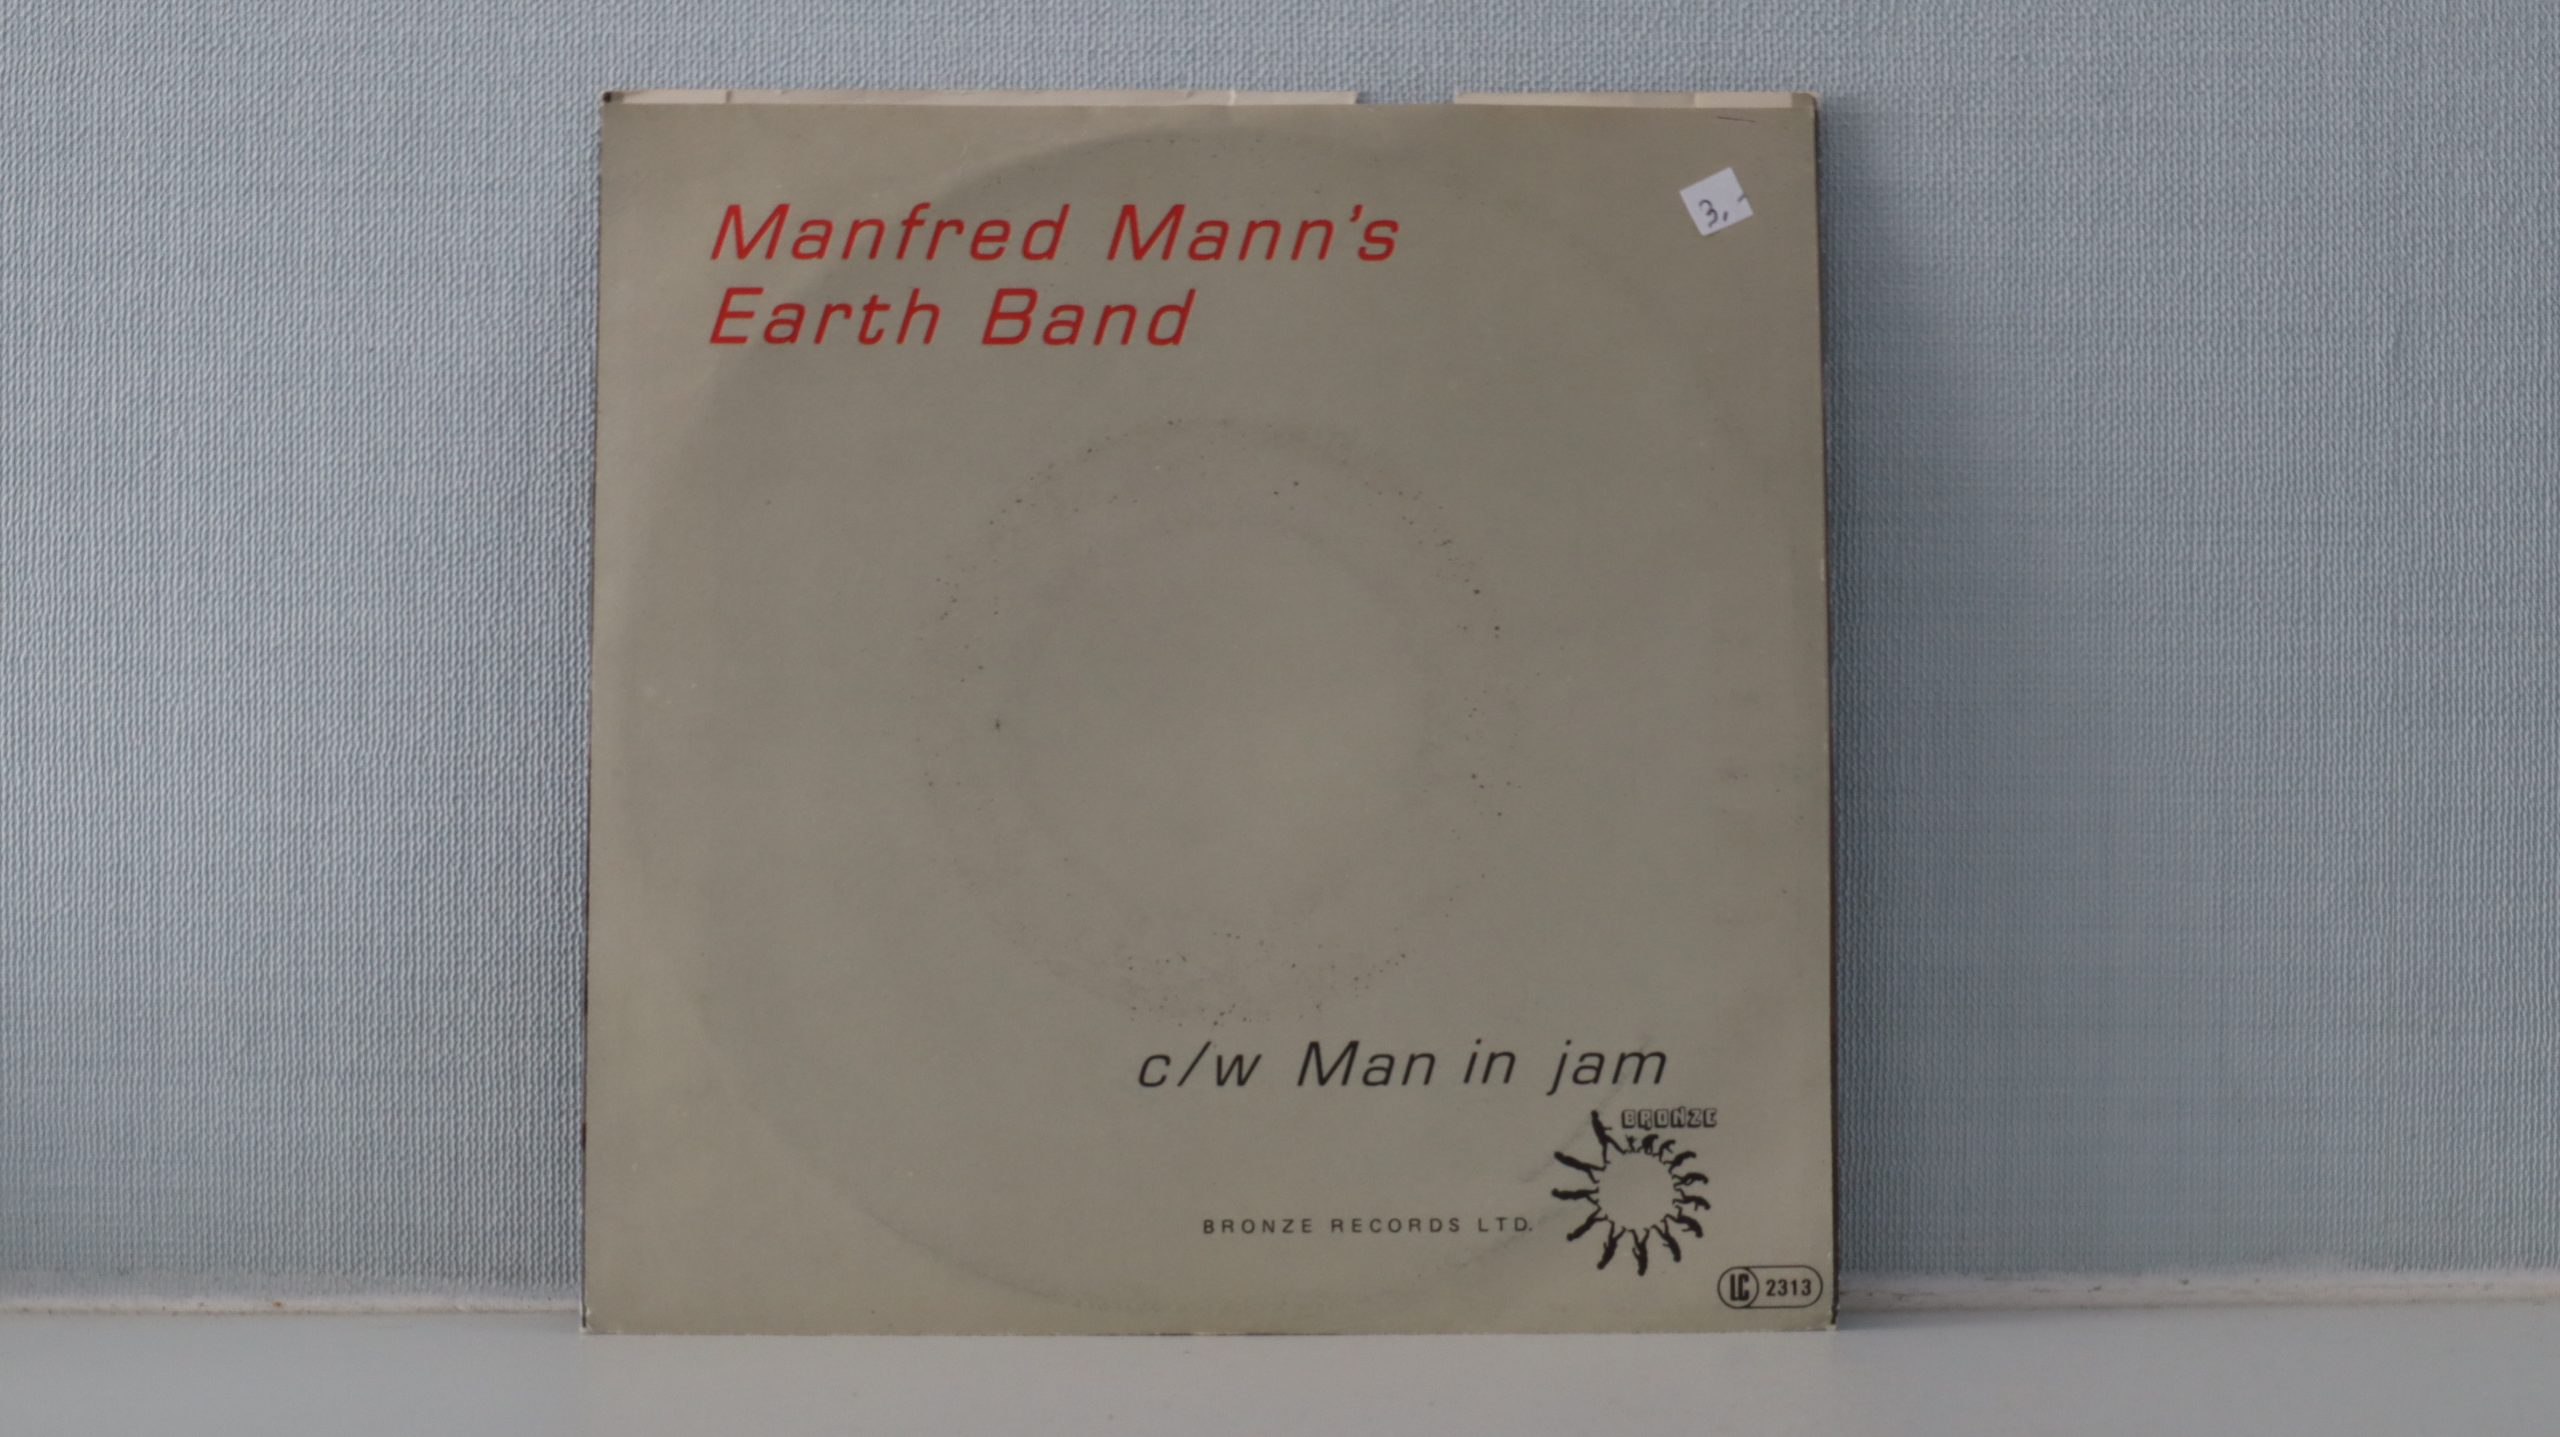 Manfred Mann's
Earth Band
3,-
c/w Man in jam
BRONZE
BRONZE RECORDS LTD.
LC 2313